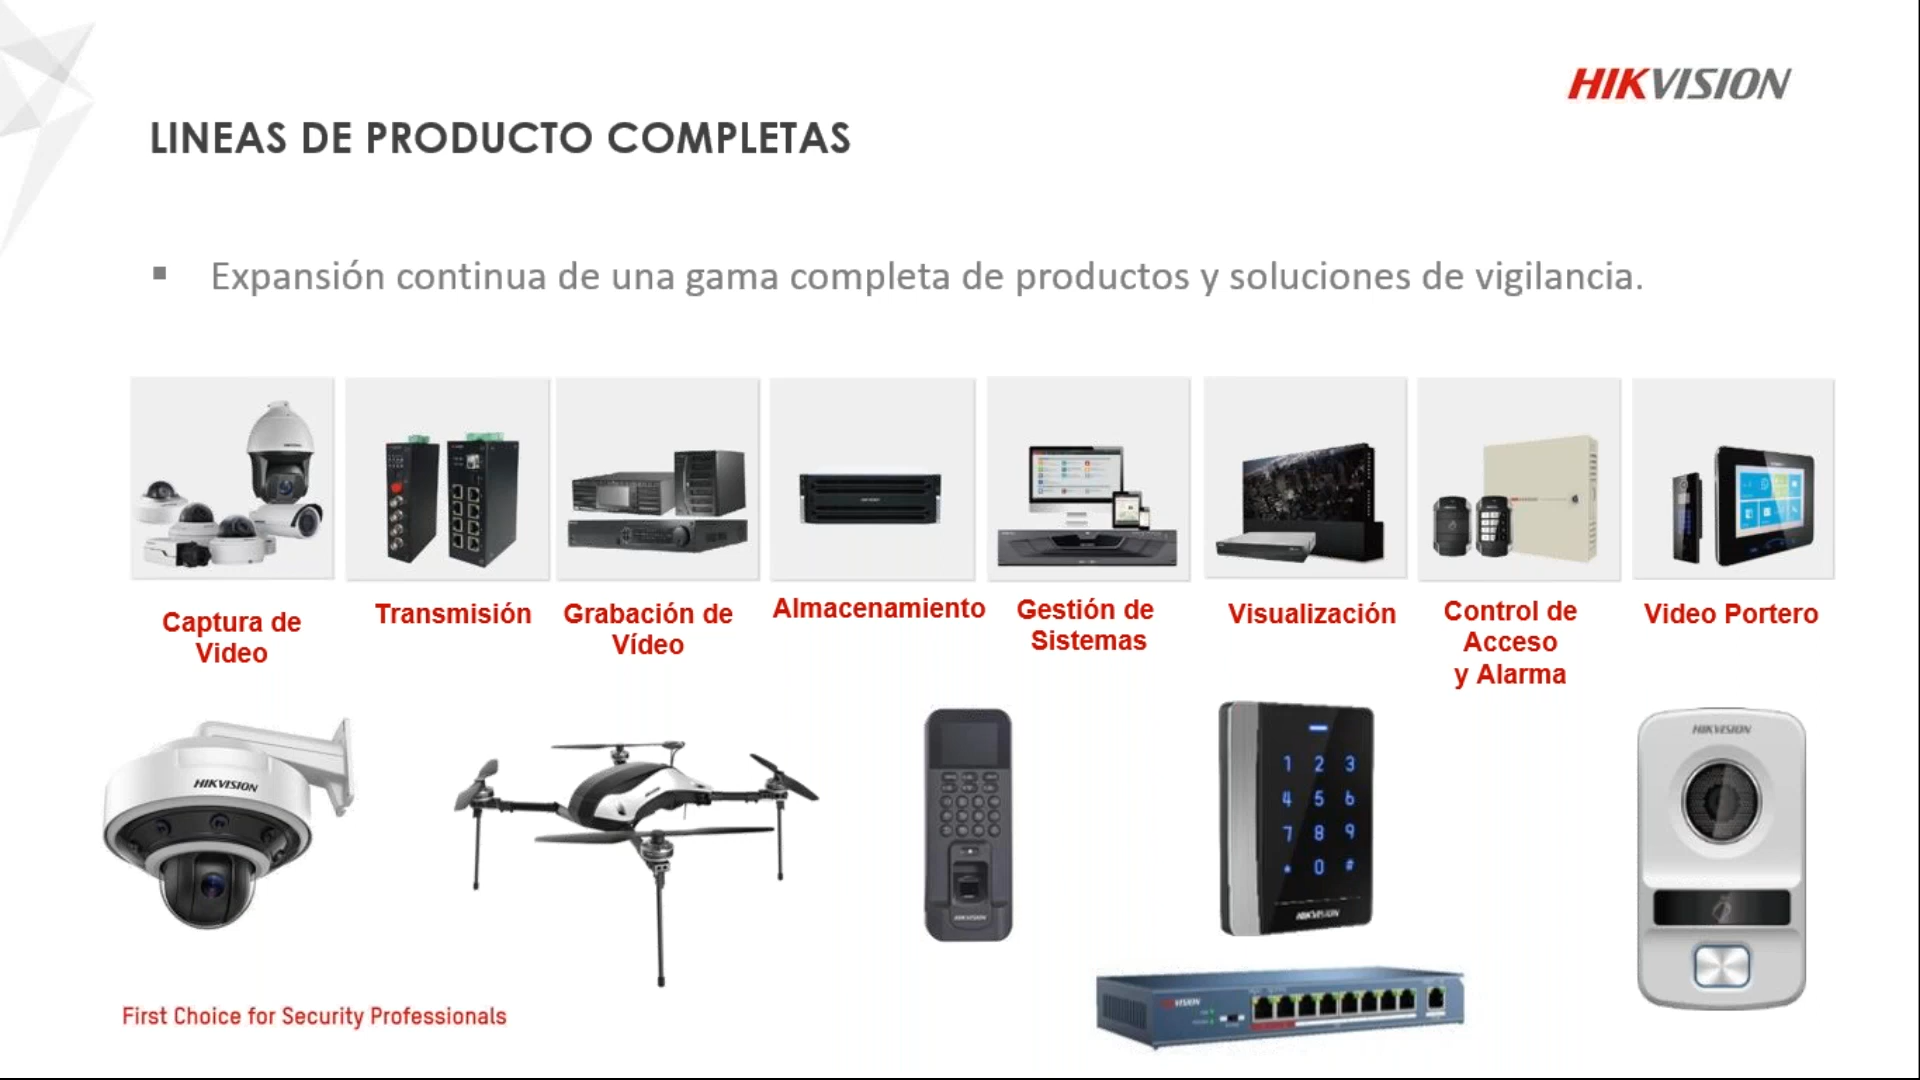 HIKVISION
LINEAS DE PRODUCTO COMPLETAS
▪ Expansión continua de una gama completa de productos y soluciones de vigilancia.
Captura de
Video
Transmisión
Grabación de
Vídeo
Almacenamiento
Gestión de
Sistemas
Visualización
Control de
Acceso
y Alarma
Video Portero
HIKVISION
HIKVISION
1 2 3
4 5 6
7 8 9
* 0 #
HIKVISION
HIKVISION
HIKVISION
First Choice for Security Professionals